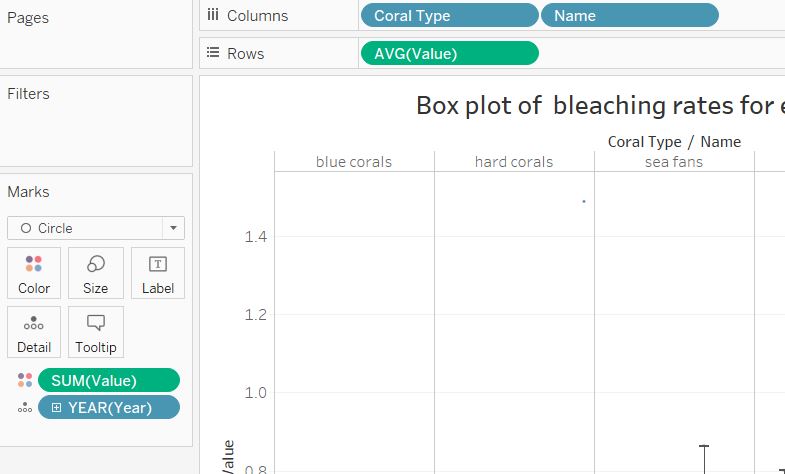 Pages
Columns
Coral Type
Name
Rows
AVG(Value)
Filters
Marks
Circle
Color
Size
Label
T
Detail
Tooltip
SUM(Value)
YEAR(Year)
Box plot of bleaching rates for
Coral Type / Name
blue corals
hard corals
sea fans
1.4
1.2
1.0
0.8